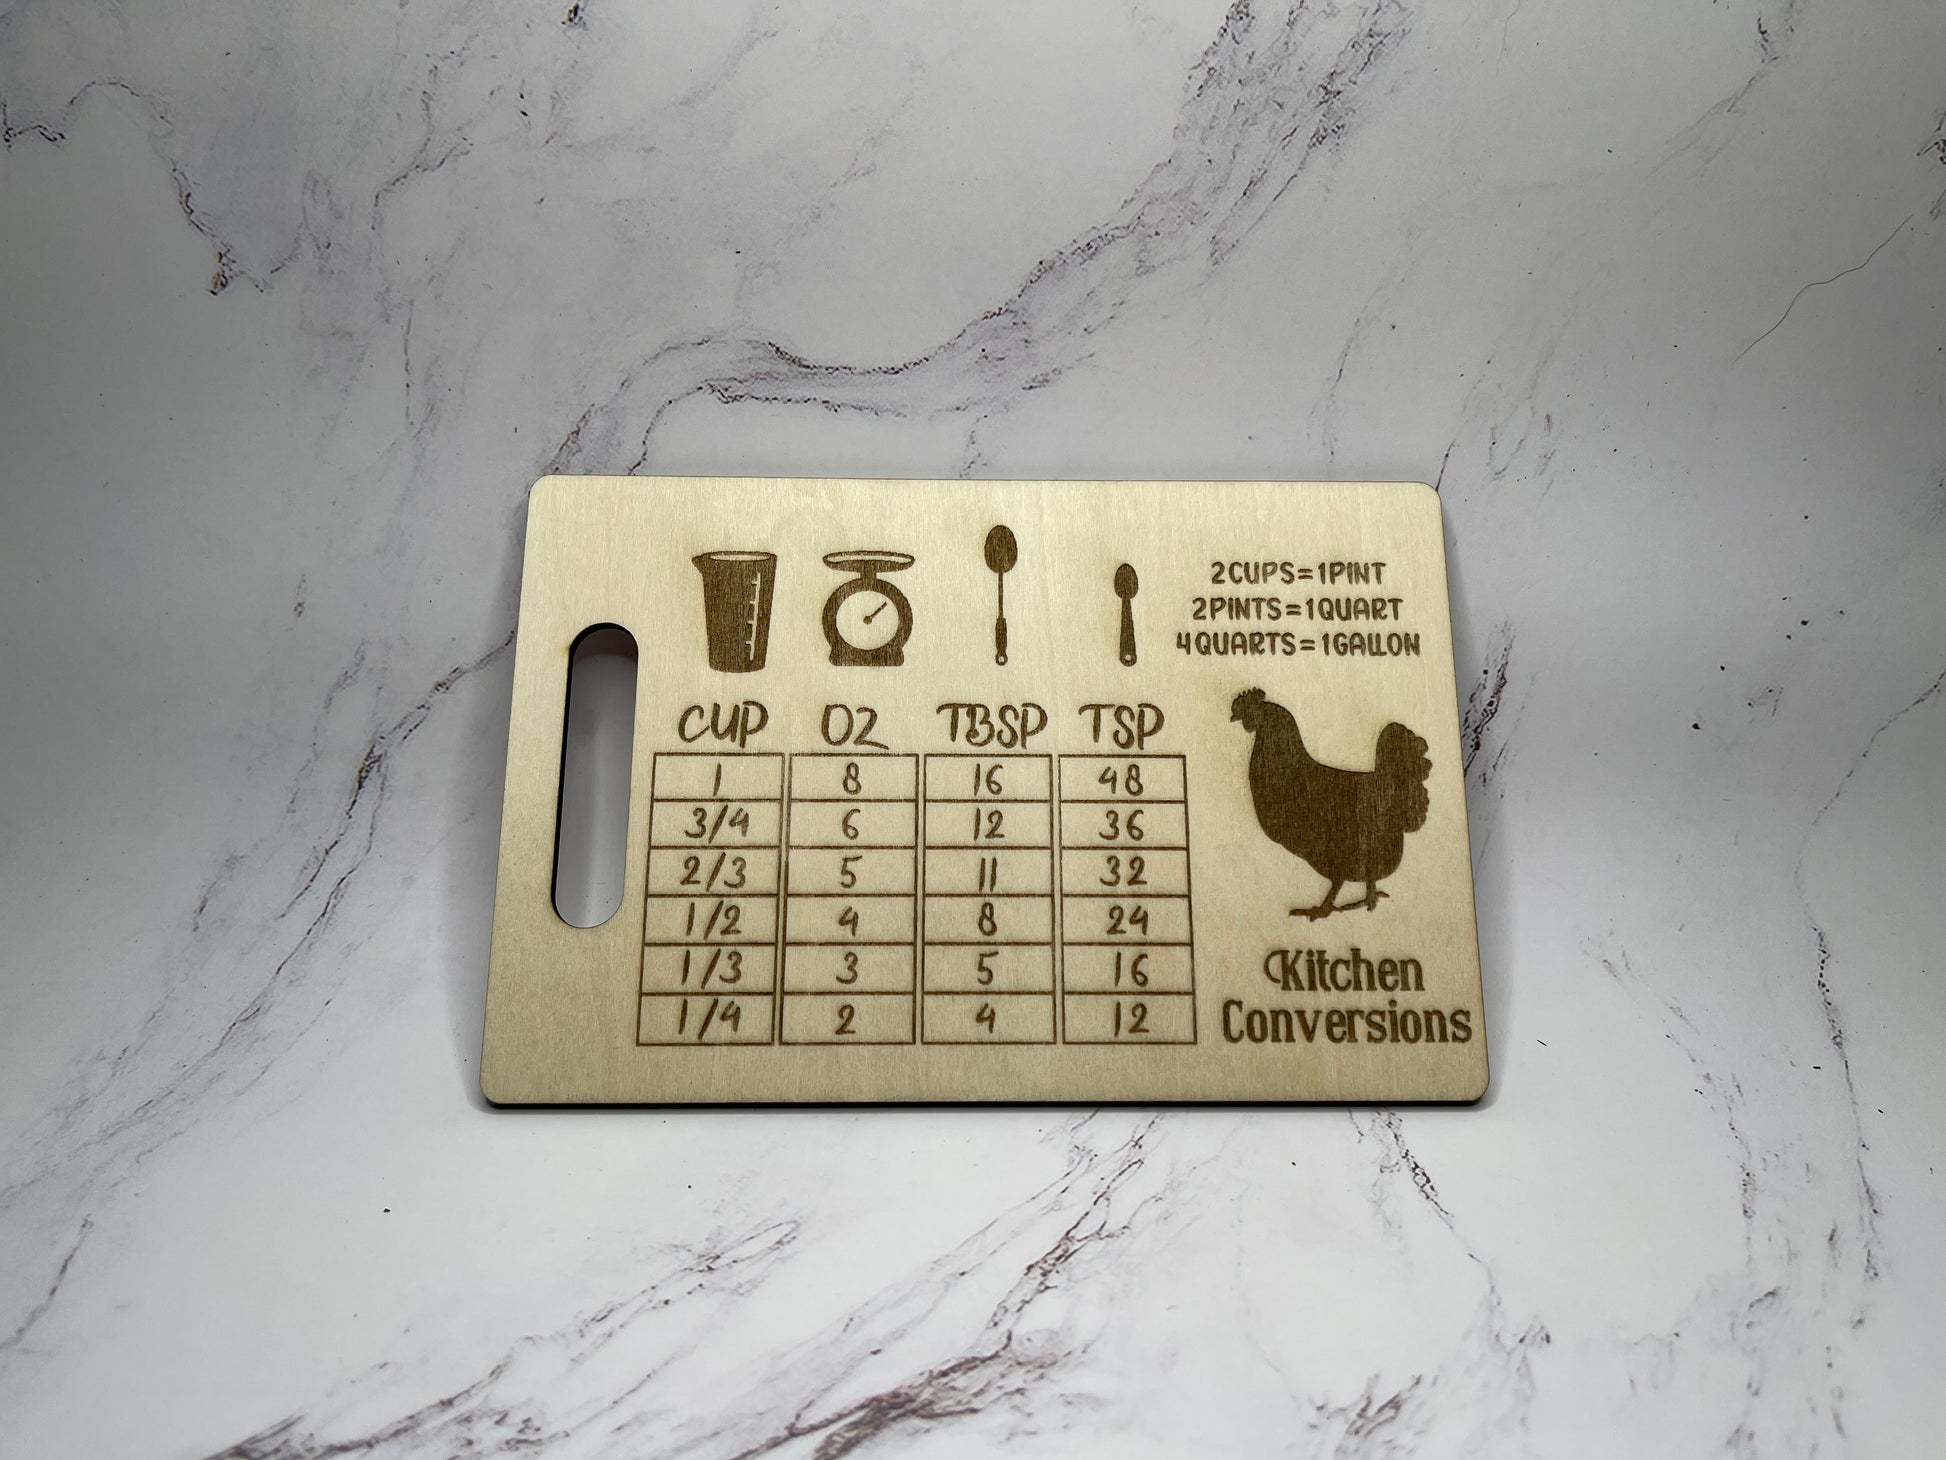 2CUPS=1PINT
2PINTS=1QUART
4QUARTS=1GALLON
CUP OZ TBSP TSP
1 8 16 48
3/4 6 12 36
2/3 5 11 32
1/2 4 8 24
1/3 3 5 16
1/4 2 4 12
Kitchen
Conversions